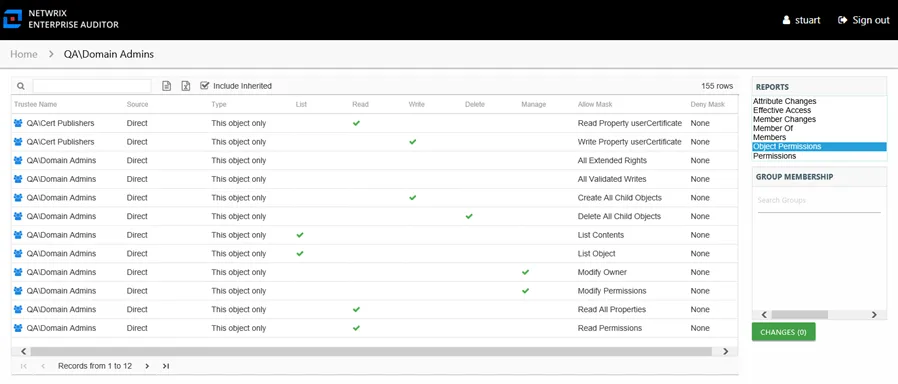 NETWRIX
ENTERPRISE AUDITOR
stuart
Sign out
Home > QA\Domain Admins
Include Inherited
155 rows
Trustee Name Source Type List Read Write Delete Manage Allow Mask Deny Mask
QA\Cert Publishers Direct This object only Read Property userCertificate None
QA\Cert Publishers Direct This object only Write Property userCertificate None
QA\Domain Admins Direct This object only All Extended Rights None
QA\Domain Admins Direct This object only All Validated Writes None
QA\Domain Admins Direct This object only Create All Child Objects None
QA\Domain Admins Direct This object only Delete All Child Objects None
QA\Domain Admins Direct This object only List Contents None
QA\Domain Admins Direct This object only List Object None
QA\Domain Admins Direct This object only Modify Owner None
QA\Domain Admins Direct This object only Modify Permissions None
QA\Domain Admins Direct This object only Read All Properties None
QA\Domain Admins Direct This object only Read Permissions None
Records from 1 to 12
REPORTS
Attribute Changes
Effective Access
Member Changes
Member Of
Members
Object Permissions
Permissions
GROUP MEMBERSHIP
Search Groups
CHANGES (0)